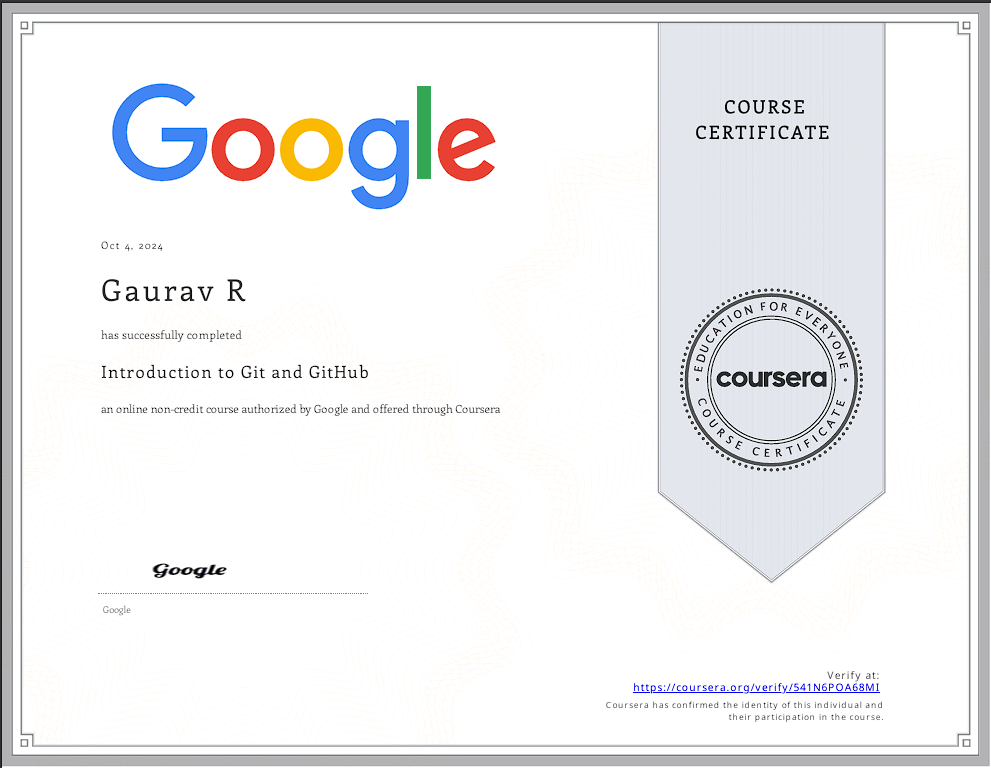 Google
COURSE
CERTIFICATE
Oct 4, 2024
Gaurav R
has successfully completed
Introduction to Git and GitHub
an online non-credit course authorized by Google and offered through Coursera
EDUCATION FOR EVERYONE
coursera
COURSE CERTIFICATE
Google
Google
Verify at:
https://coursera.org/verify/541N6POA68MI
Coursera has confirmed the identity of this individual and
their participation in the course.